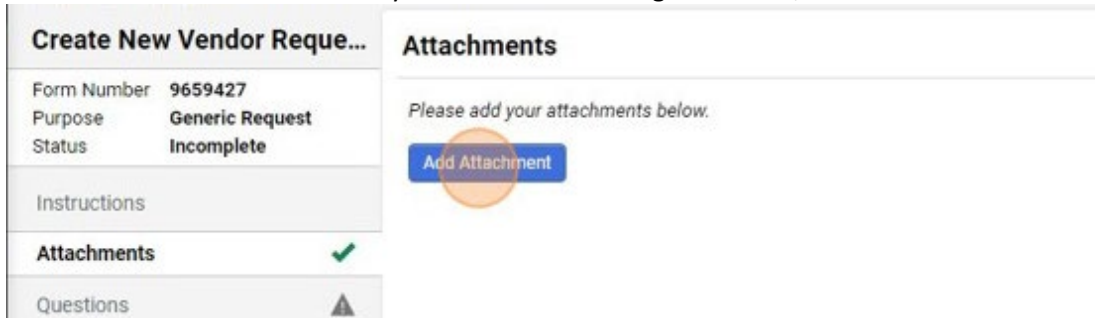 Create New Vendor Reque...
Form Number 9659427
Purpose Generic Request
Status Incomplete
Instructions
Attachments
Questions
Attachments
Please add your attachments below.
Add Attachment